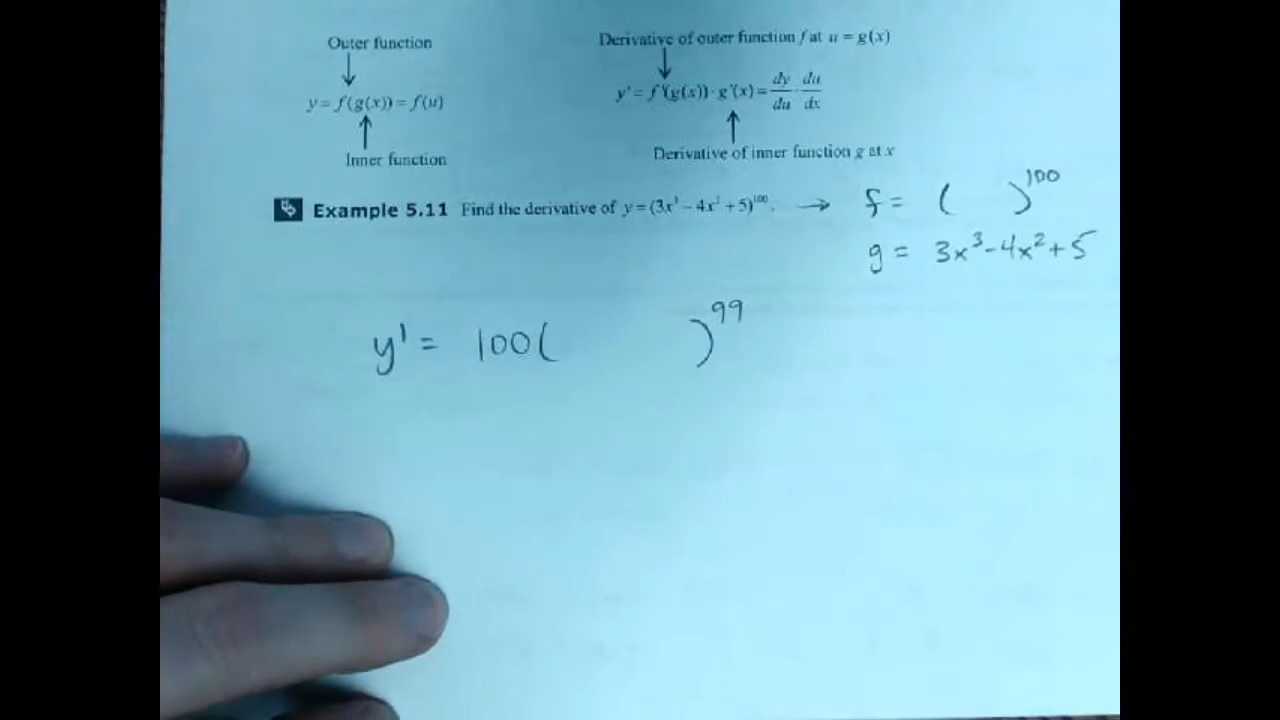 Outer function
y = f(g(x)) = f(u)
Inner function
Derivative of outer function f at u = g(x)
y' = f'(g(x)) · g'(x) = dy/du · du/dx
Derivative of inner function g at x
Example 5.11 Find the derivative of y = (3x³ − 4x² + 5)¹⁰⁰. → f = ( )¹⁰⁰
g = 3x³ − 4x² + 5
y' = 100( )⁹⁹